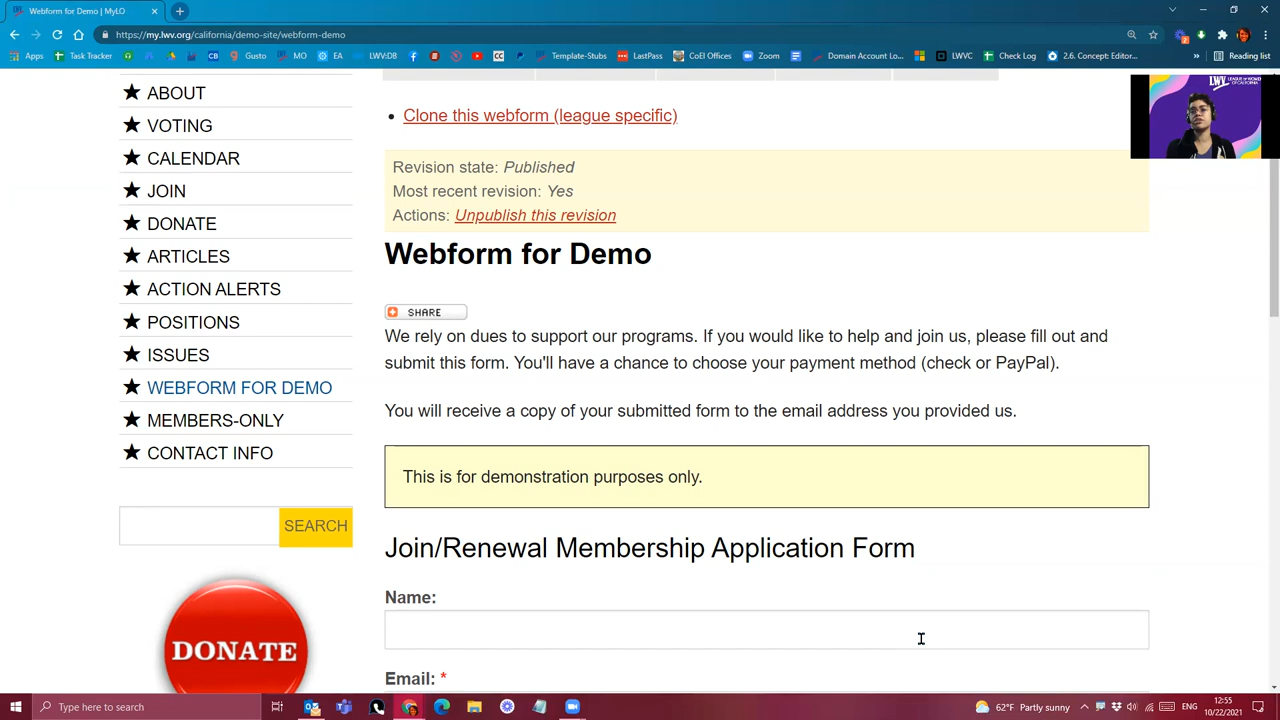 Webform for Demo | MyLO
https://my.lwv.org/california/demo-site/webform-demo
Apps
Task Tracker
CB
Gusto
MO
EA
LWV:DB
CC
Template-Stubs
LastPass
CoEl Offices
Zoom
Domain Account Lo...
LWVC
Check Log
2.6. Concept: Editor...
»
Reading list
ABOUT
VOTING
CALENDAR
JOIN
DONATE
ARTICLES
ACTION ALERTS
POSITIONS
ISSUES
WEBFORM FOR DEMO
MEMBERS-ONLY
CONTACT INFO
SEARCH
DONATE
Clone this webform (league specific)
Revision state: Published
Most recent revision: Yes
Actions: Unpublish this revision
Webform for Demo
SHARE
We rely on dues to support our programs. If you would like to help and join us, please fill out and
submit this form. You'll have a chance to choose your payment method (check or PayPal).
You will receive a copy of your submitted form to the email address you provided us.
This is for demonstration purposes only.
Join/Renewal Membership Application Form
Name:
Email: *
LWV
Type here to search
62°F Partly sunny
ENG
12:55
10/22/2021